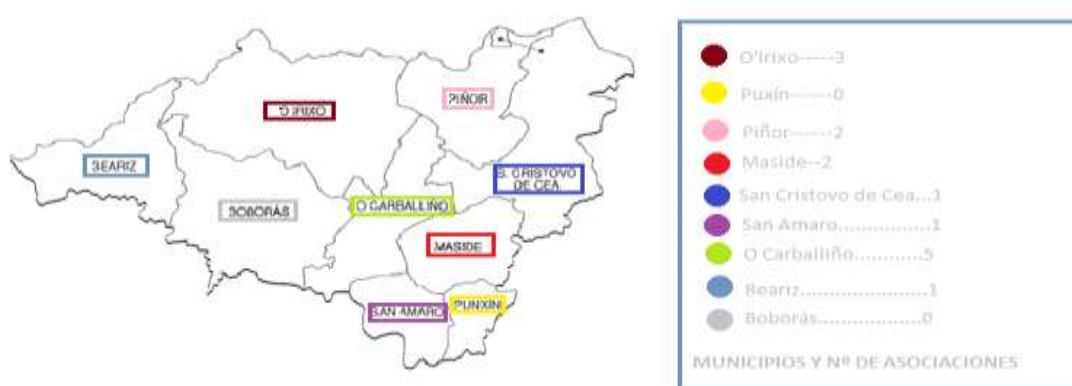 PIÑOR
O IRIXO
BEARIZ
S. CRISTOVO
DE CEA
O CARBALLIÑO
BOBORÁS
MASIDE
SAN AMARO
PUNXÍN
O'Irixo-----3
Puxín-------0
Piñor------2
Maside--2
San Cristovo de Cea...1
San Amaro................1
O Carballiño............5
Beariz.......................1
Boborás...................0
MUNICIPIOS Y Nº DE ASOCIACIONES